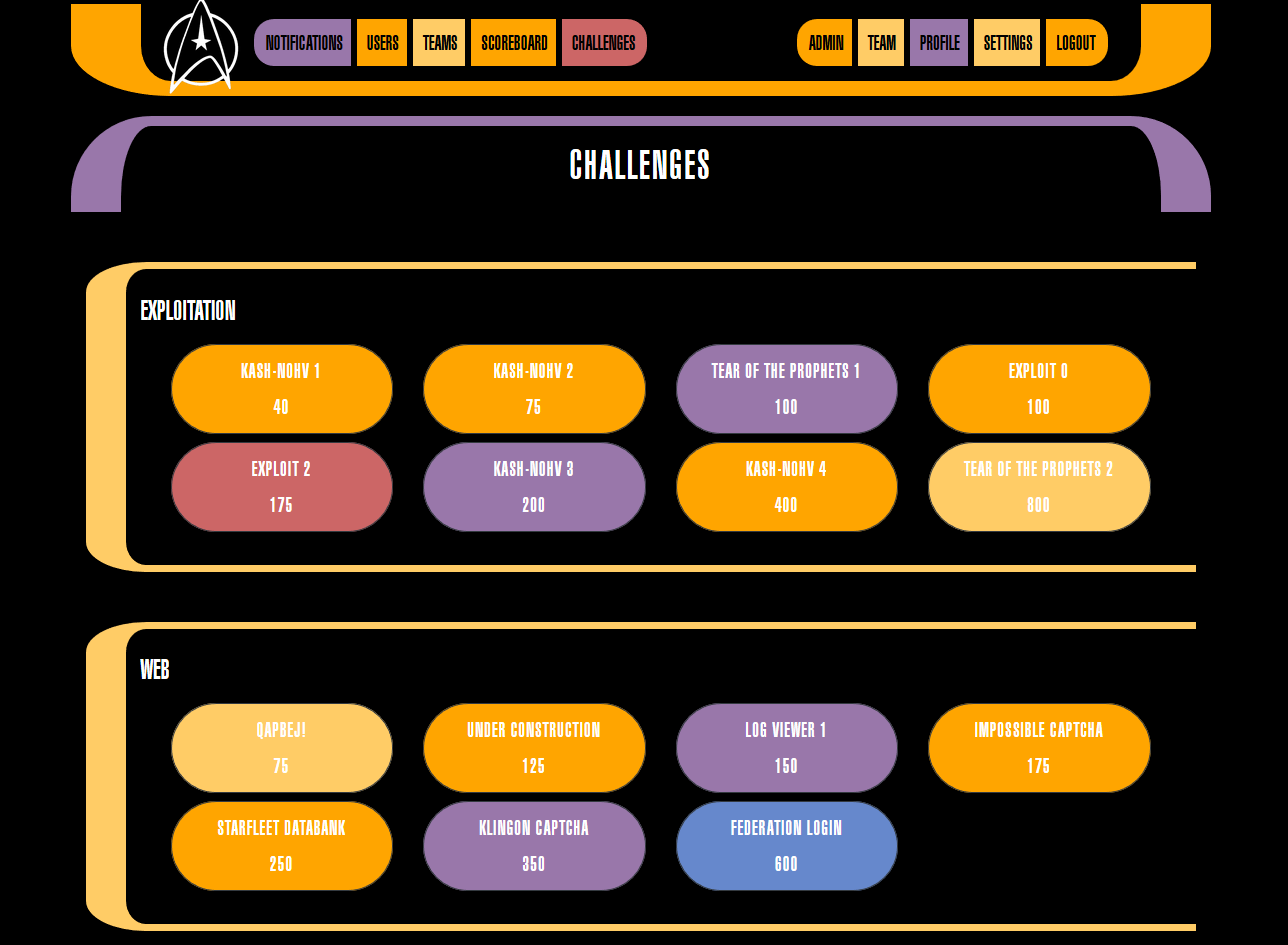 NOTIFICATIONS USERS TEAMS SCOREBOARD CHALLENGES ADMIN TEAM PROFILE SETTINGS LOGOUT
CHALLENGES
EXPLOITATION
KASH-NOHV 1 KASH-NOHV 2 TEAR OF THE PROPHETS 1 EXPLOIT 0
40 75 100 100
EXPLOIT 2 KASH-NOHV 3 KASH-NOHV 4 TEAR OF THE PROPHETS 2
175 200 400 800
WEB
QAPBEJ! UNDER CONSTRUCTION LOG VIEWER 1 IMPOSSIBLE CAPTCHA
75 125 150 175
STARFLEET DATABANK KLINGON CAPTCHA FEDERATION LOGIN
250 350 600